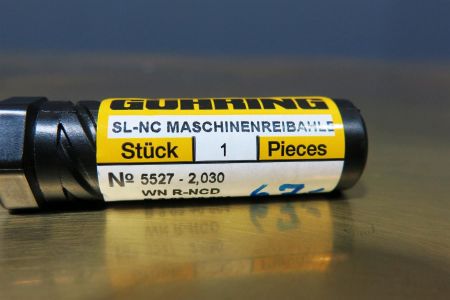 GÜHRING
SL-NC MASCHINENREIBAHLE
Stück 1 Pieces
Nº 5527 - 2,030
WN R-NCD